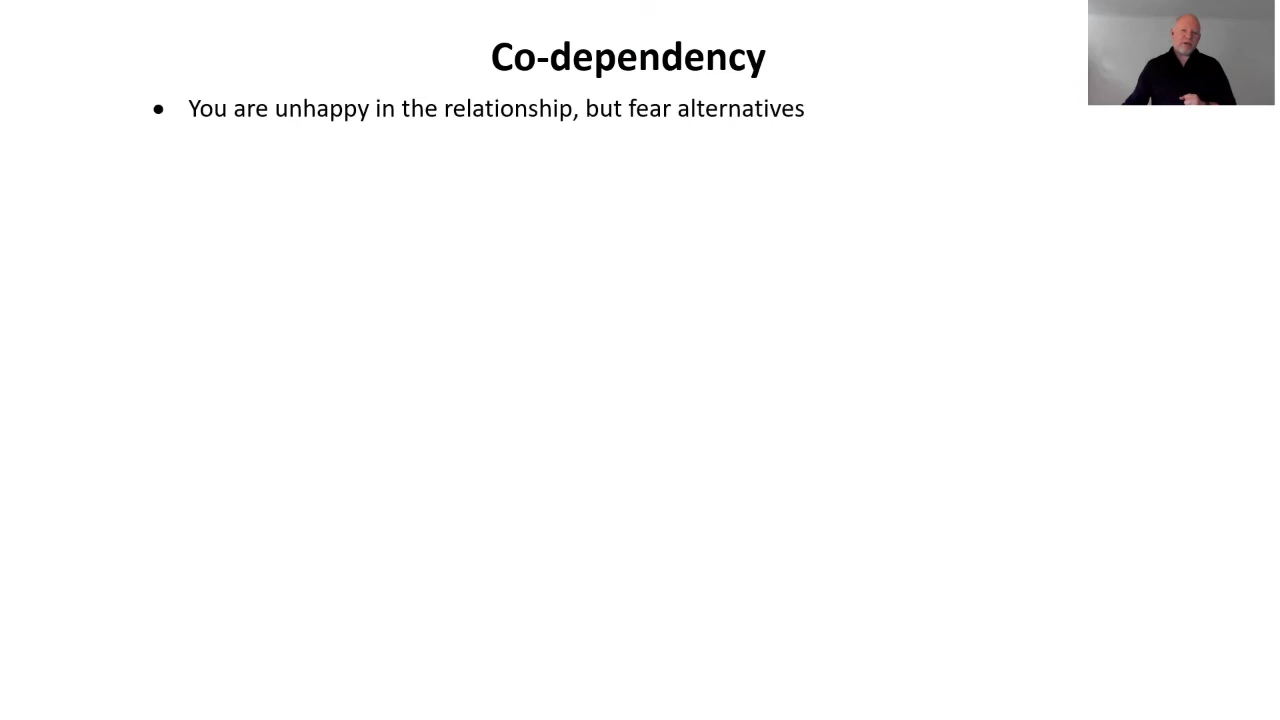 Co-dependency
● You are unhappy in the relationship, but fear alternatives